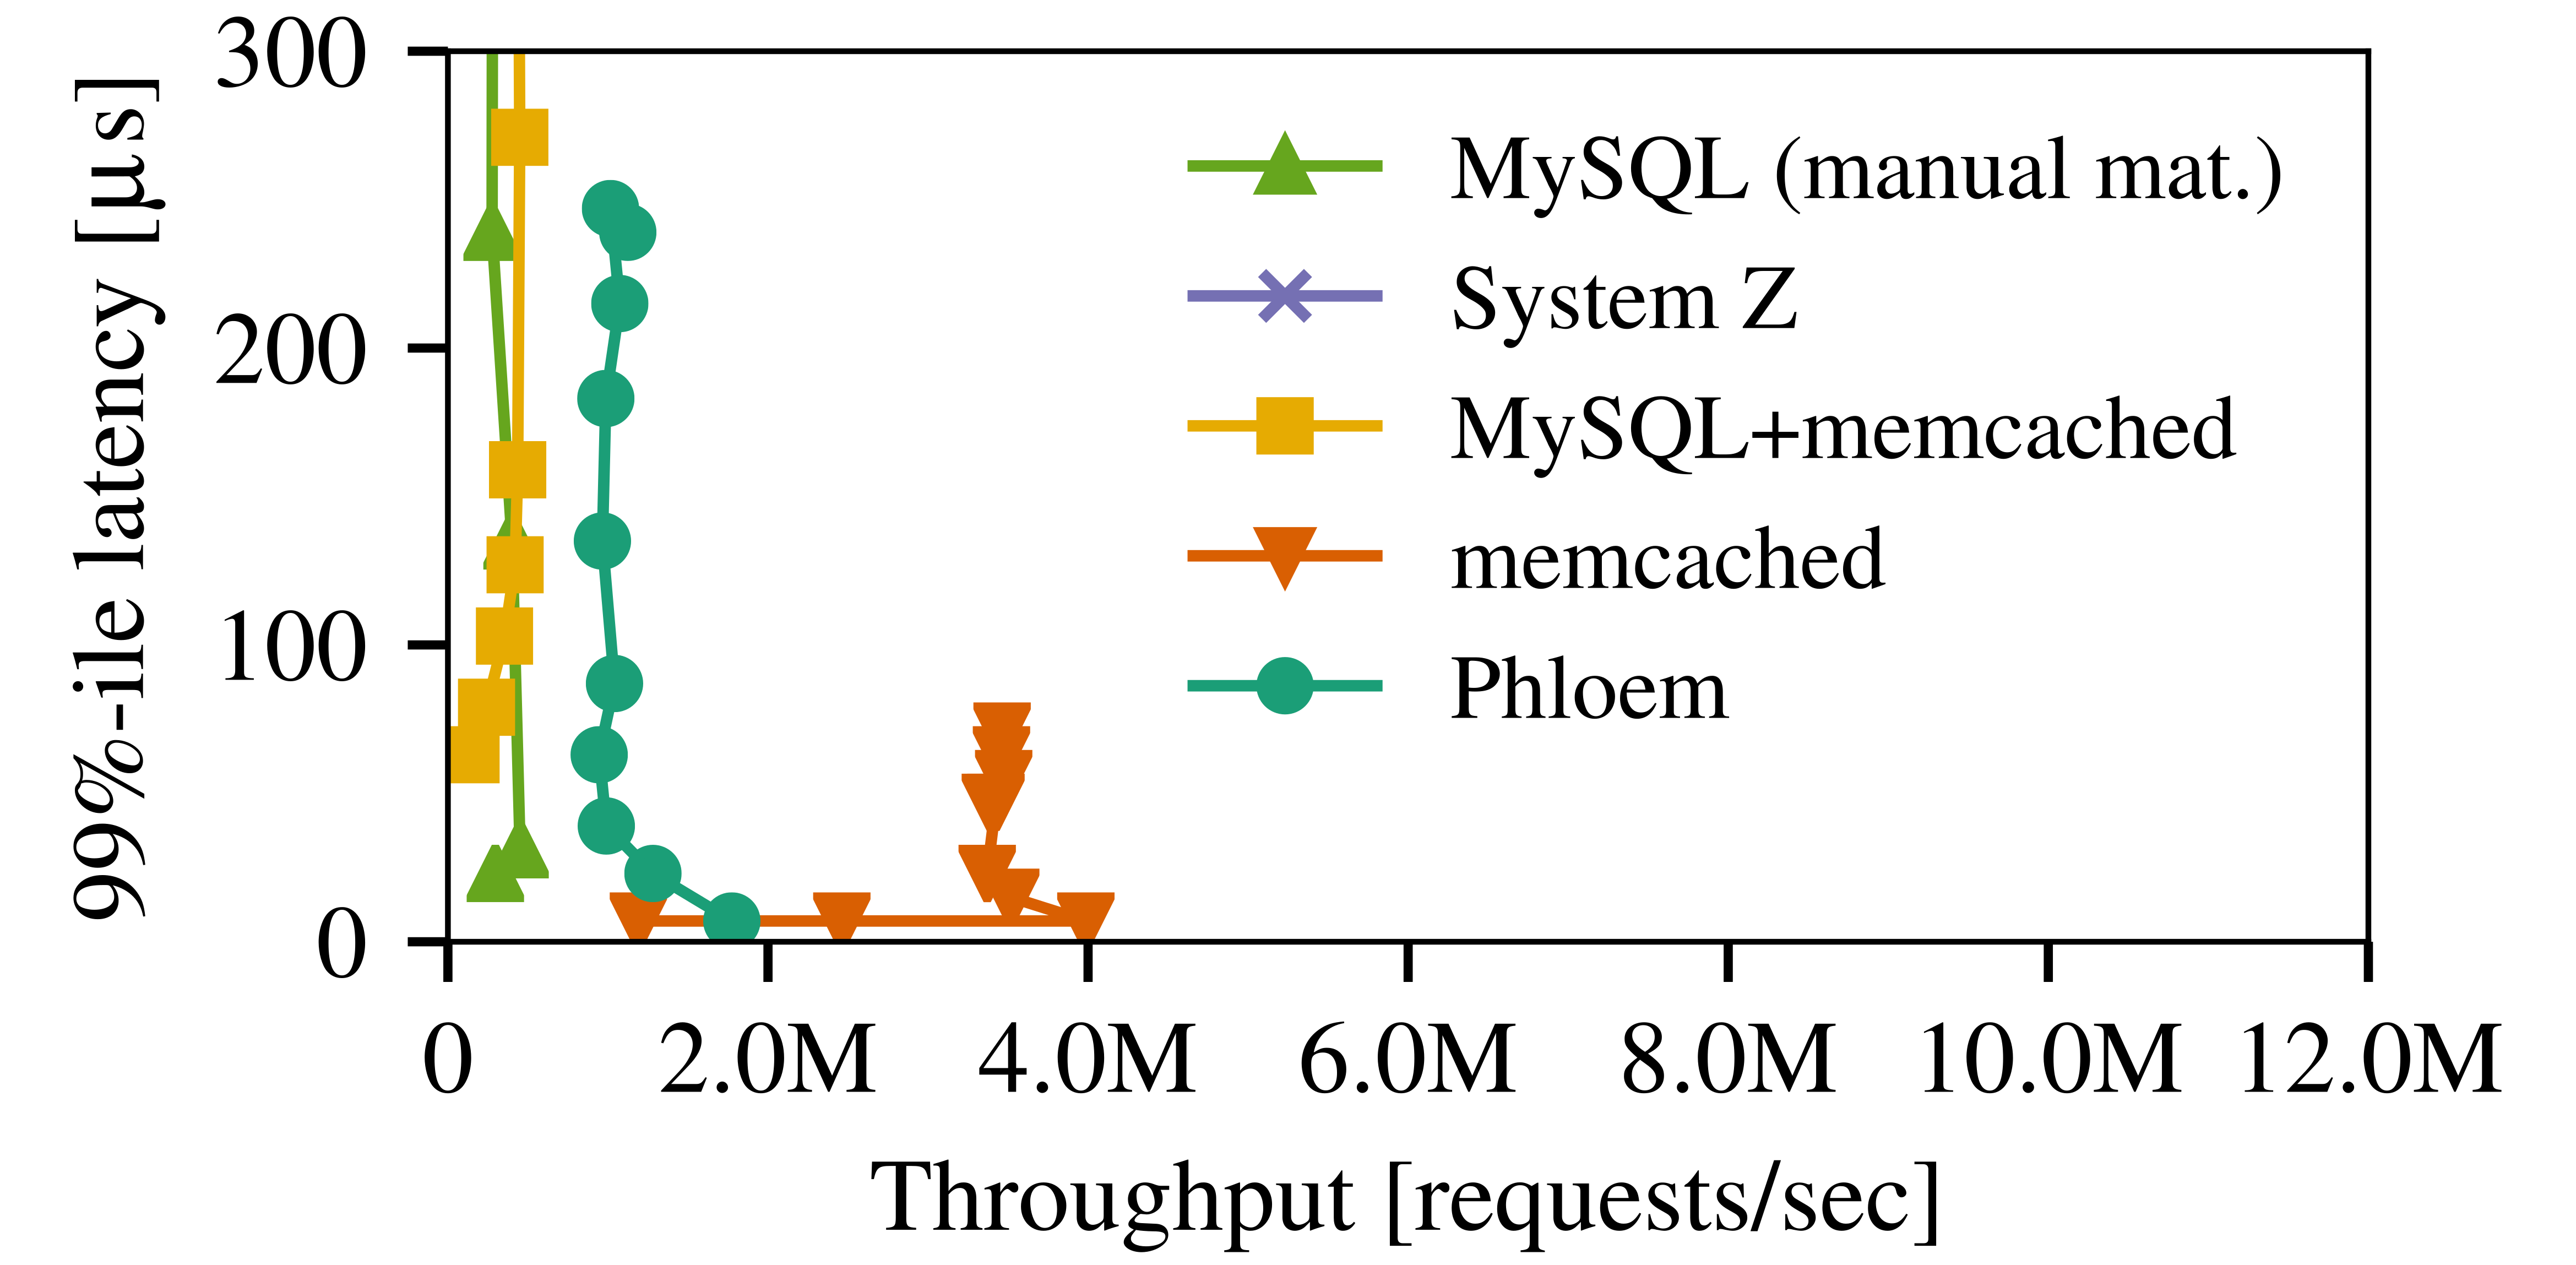 99%-ile latency [µs]
300
200
100
0
MySQL (manual mat.)
System Z
MySQL+memcached
memcached
Phloem
0 2.0M 4.0M 6.0M 8.0M 10.0M 12.0M
Throughput [requests/sec]